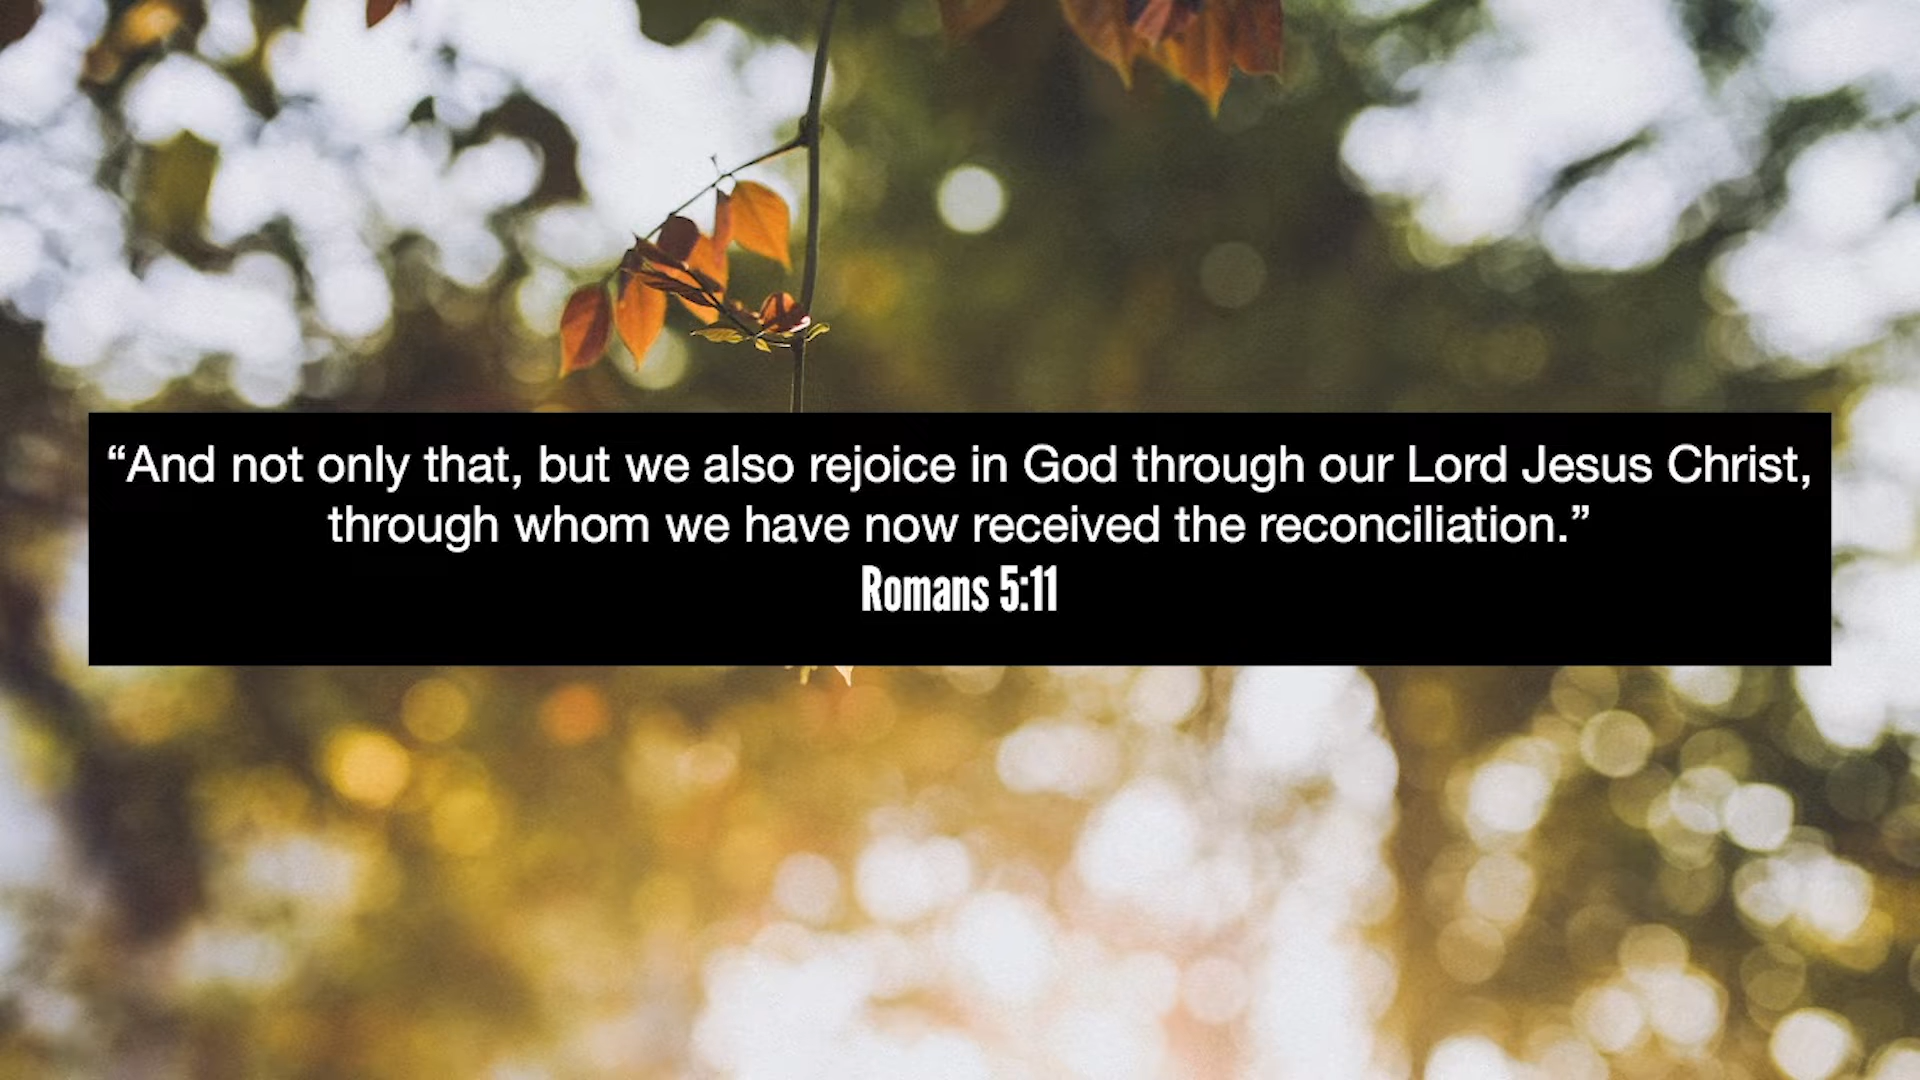 “And not only that, but we also rejoice in God through our Lord Jesus Christ,
through whom we have now received the reconciliation.”
Romans 5:11